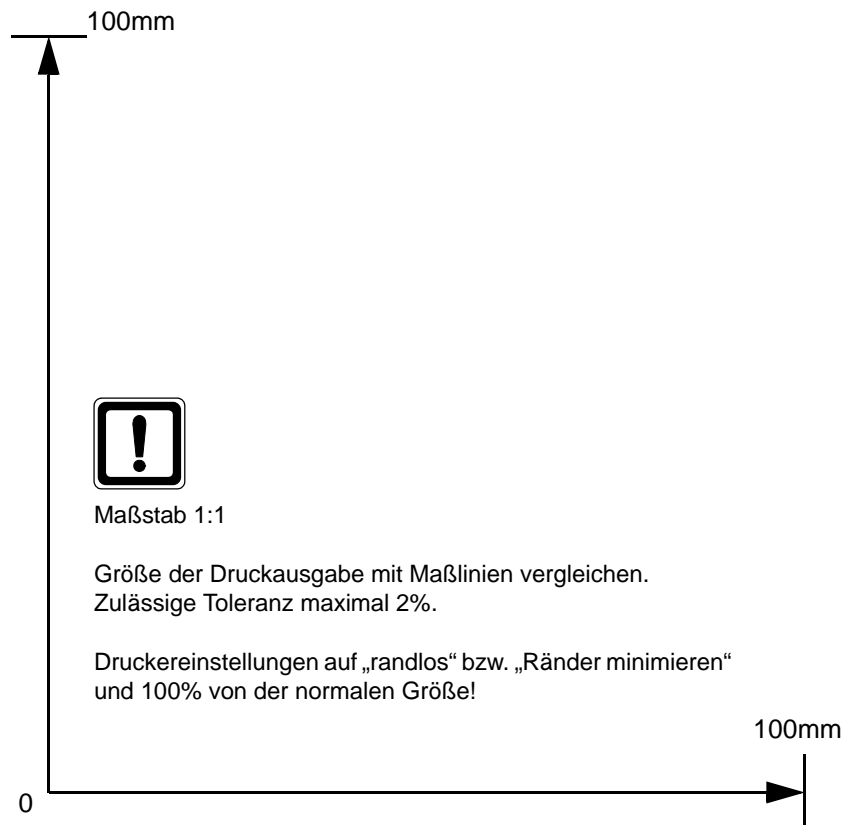 100mm
Maßstab 1:1
Größe der Druckausgabe mit Maßlinien vergleichen.
Zulässige Toleranz maximal 2%.
Druckereinstellungen auf „randlos“ bzw. „Ränder minimieren“
und 100% von der normalen Größe!
100mm
0